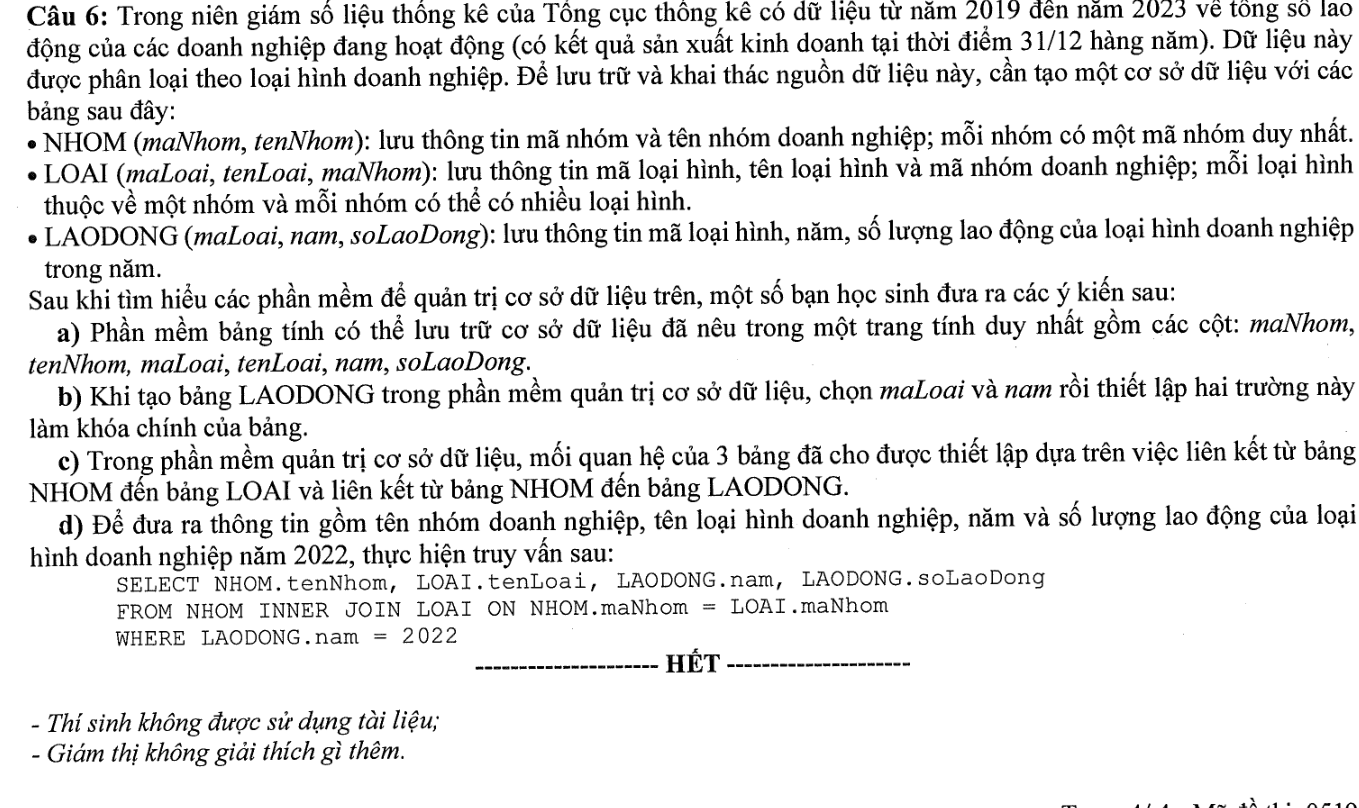 Câu 6: Trong niên giám số liệu thống kê của Tổng cục thống kê có dữ liệu từ năm 2019 đến năm 2023 về tổng số lao
động của các doanh nghiệp đang hoạt động (có kết quả sản xuất kinh doanh tại thời điểm 31/12 hàng năm). Dữ liệu này
được phân loại theo loại hình doanh nghiệp. Để lưu trữ và khai thác nguồn dữ liệu này, cần tạo một cơ sở dữ liệu với các
bảng sau đây:
• NHOM (maNhom, tenNhom): lưu thông tin mã nhóm và tên nhóm doanh nghiệp; mỗi nhóm có một mã nhóm duy nhất.
• LOAI (maLoai, tenLoai, maNhom): lưu thông tin mã loại hình, tên loại hình và mã nhóm doanh nghiệp; mỗi loại hình
thuộc về một nhóm và mỗi nhóm có thể có nhiều loại hình.
• LAODONG (maLoai, nam, soLaoDong): lưu thông tin mã loại hình, năm, số lượng lao động của loại hình doanh nghiệp
trong năm.
Sau khi tìm hiểu các phần mềm để quản trị cơ sở dữ liệu trên, một số bạn học sinh đưa ra các ý kiến sau:
a) Phần mềm bảng tính có thể lưu trữ cơ sở dữ liệu đã nêu trong một trang tính duy nhất gồm các cột: maNhom,
tenNhom, maLoai, tenLoai, nam, soLaoDong.
b) Khi tạo bảng LAODONG trong phần mềm quản trị cơ sở dữ liệu, chọn maLoai và nam rồi thiết lập hai trường này
làm khóa chính của bảng.
c) Trong phần mềm quản trị cơ sở dữ liệu, mối quan hệ của 3 bảng đã cho được thiết lập dựa trên việc liên kết từ bảng
NHOM đến bảng LOAI và liên kết từ bảng NHOM đến bảng LAODONG.
d) Để đưa ra thông tin gồm tên nhóm doanh nghiệp, tên loại hình doanh nghiệp, năm và số lượng lao động của loại
hình doanh nghiệp năm 2022, thực hiện truy vấn sau:
SELECT NHOM.tenNhom, LOAI.tenLoai, LAODONG.nam, LAODONG.soLaoDong
FROM NHOM INNER JOIN LOAI ON NHOM.maNhom = LOAI.maNhom
WHERE LAODONG.nam = 2022
--------------------- HẾT ---------------------
- Thí sinh không được sử dụng tài liệu;
- Giám thị không giải thích gì thêm.